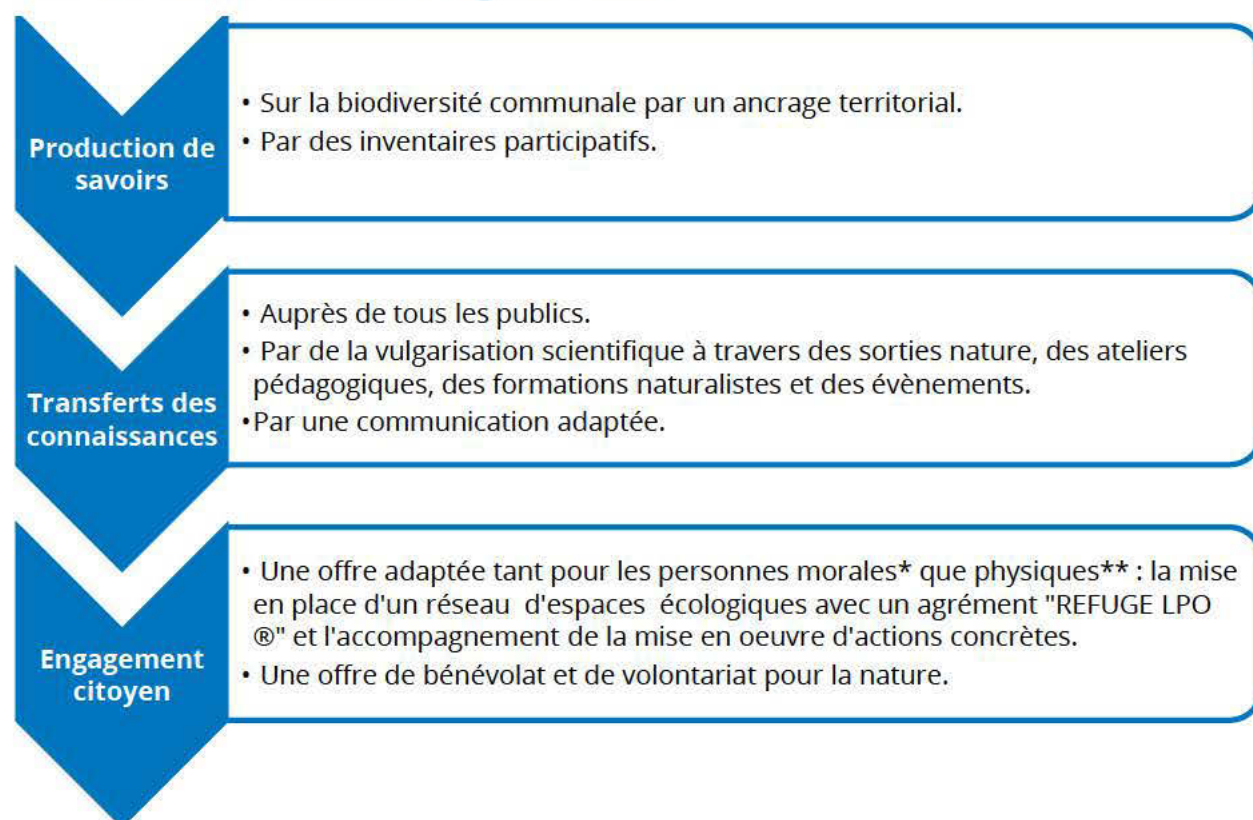 Production de
savoirs
• Sur la biodiversité communale par un ancrage territorial.
• Par des inventaires participatifs.
Transferts des
connaissances
• Auprès de tous les publics.
• Par de la vulgarisation scientifique à travers des sorties nature, des ateliers
pédagogiques, des formations naturalistes et des évènements.
•Par une communication adaptée.
Engagement
citoyen
• Une offre adaptée tant pour les personnes morales* que physiques** : la mise
en place d'un réseau d'espaces écologiques avec un agrément "REFUGE LPO
®" et l'accompagnement de la mise en oeuvre d'actions concrètes.
• Une offre de bénévolat et de volontariat pour la nature.